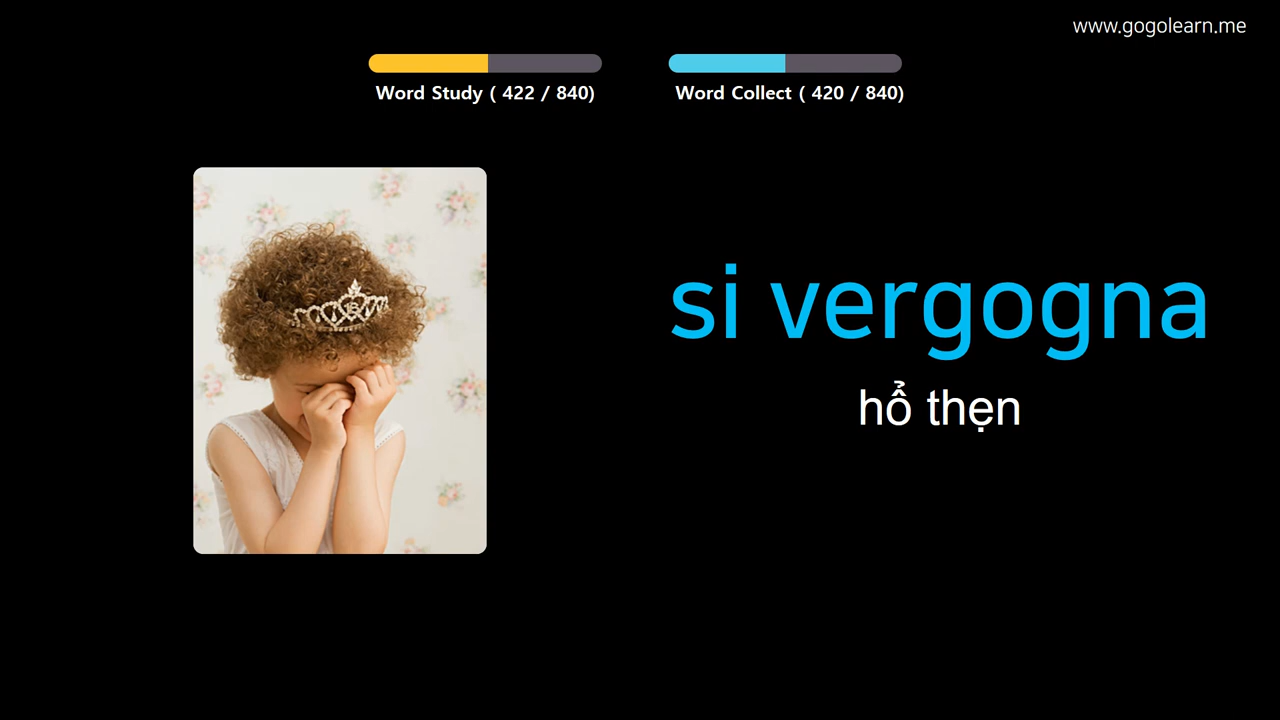 www.gogolearn.me
Word Study ( 422 / 840)
Word Collect ( 420 / 840)
si vergogna
hổ thẹn